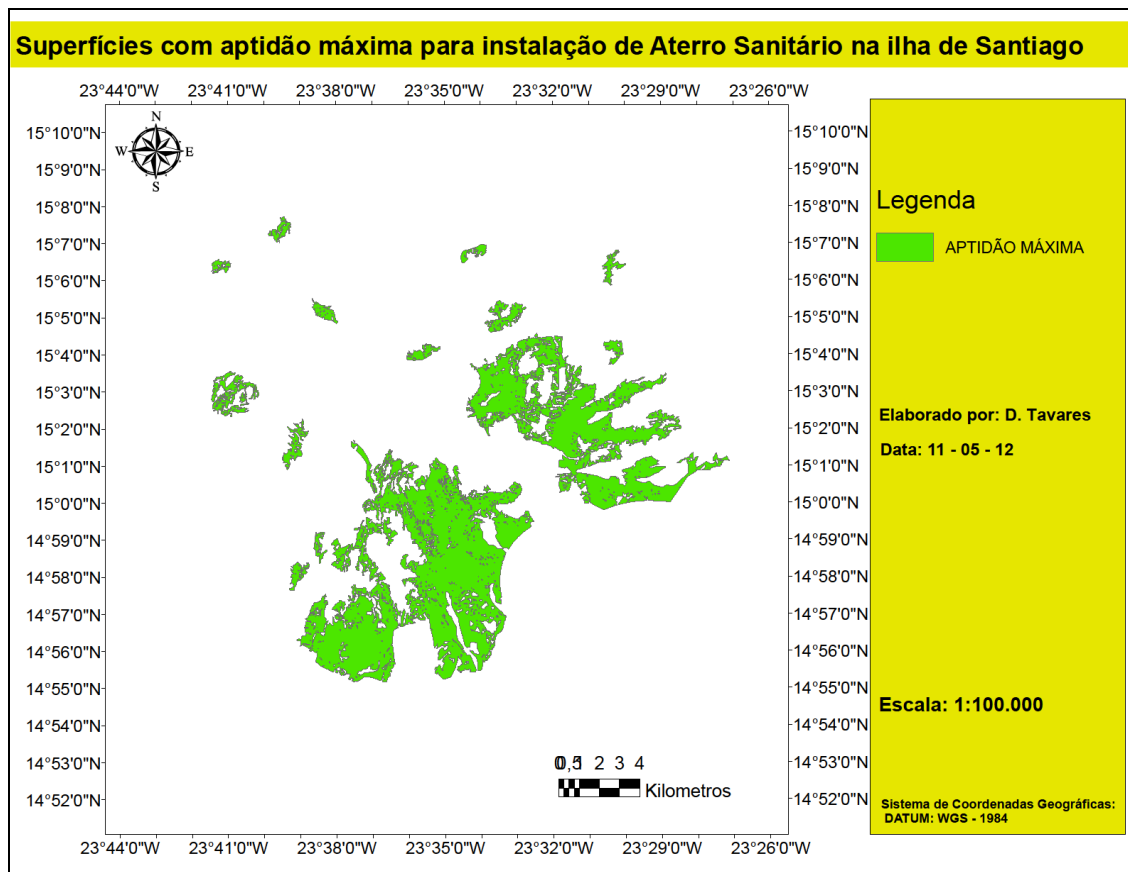 Superfícies com aptidão máxima para instalação de Aterro Sanitário na ilha de Santiago
23°44'0"W 23°41'0"W 23°38'0"W 23°35'0"W 23°32'0"W 23°29'0"W 23°26'0"W
N
W E
S
15°10'0"N 15°10'0"N
15°9'0"N 15°9'0"N
15°8'0"N 15°8'0"N
15°7'0"N 15°7'0"N
15°6'0"N 15°6'0"N
15°5'0"N 15°5'0"N
15°4'0"N 15°4'0"N
15°3'0"N 15°3'0"N
15°2'0"N 15°2'0"N
15°1'0"N 15°1'0"N
15°0'0"N 15°0'0"N
14°59'0"N 14°59'0"N
14°58'0"N 14°58'0"N
14°57'0"N 14°57'0"N
14°56'0"N 14°56'0"N
14°55'0"N 14°55'0"N
14°54'0"N 14°54'0"N
14°53'0"N 14°53'0"N
14°52'0"N 14°52'0"N
0 0,5 1 2 3 4
Kilometros
23°44'0"W 23°41'0"W 23°38'0"W 23°35'0"W 23°32'0"W 23°29'0"W 23°26'0"W
Legenda
APTIDÃO MÁXIMA
Elaborado por: D. Tavares
Data: 11 - 05 - 12
Escala: 1:100.000
Sistema de Coordenadas Geográficas:
DATUM: WGS - 1984